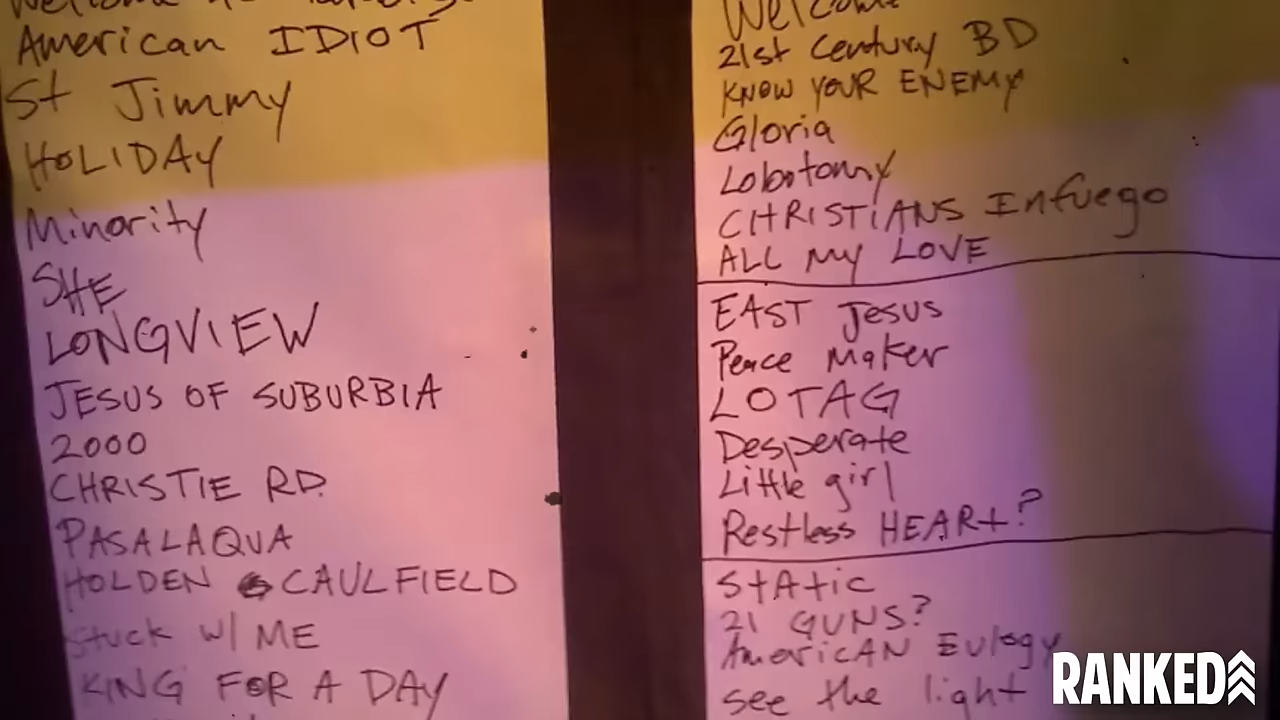 American IDIOT
St Jimmy
HOLIDAY
Minority
SHE
LONGVIEW
JESUS OF SUBURBIA
2000
CHRISTIE RD.
PASALAQUA
HOLDEN CAULFIELD
Stuck W/ ME
KING FOR A DAY
Welcome
21st Century BD
KNOW YOUR ENEMY
Gloria
Lobotomy
CHRISTIANS Infuego
ALL MY LOVE
EAST Jesus
Peace Maker
LOTAG
Desperate
Little girl
Restless HEARt?
StAtic
21 GUNS?
AmeriCAN Eulogy
see the light
RANKED